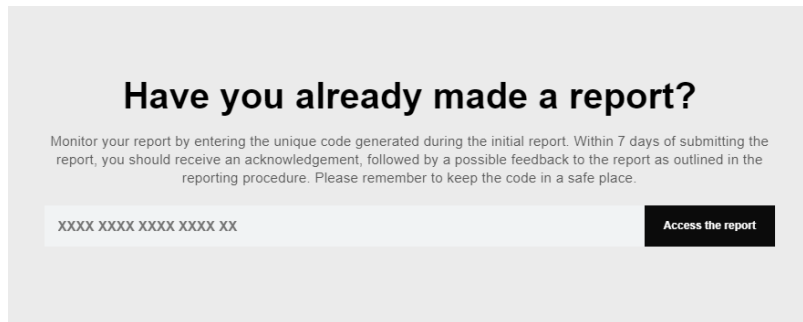 Have you already made a report?
Monitor your report by entering the unique code generated during the initial report. Within 7 days of submitting the
report, you should receive an acknowledgement, followed by a possible feedback to the report as outlined in the
reporting procedure. Please remember to keep the code in a safe place.
XXXX XXXX XXXX XXXX XX
Access the report